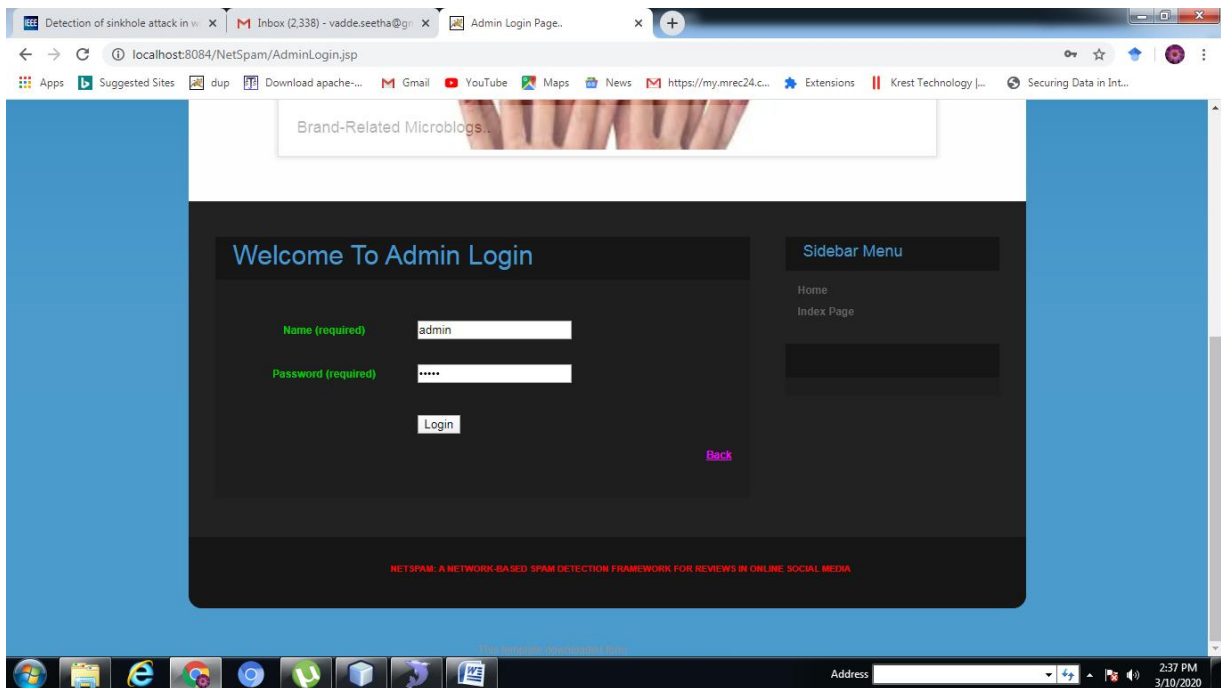 Detection of sinkhole attack in w
Inbox (2,338) - vadde.seetha@gm
Admin Login Page..
localhost:8084/NetSpam/AdminLogin.jsp
Apps
Suggested Sites
dup
Download apache-...
Gmail
YouTube
Maps
News
https://my.mrec24.c...
Extensions
Krest Technology |...
Securing Data in Int...
Brand-Related Microblogs..
Welcome To Admin Login
Name (required)
admin
Password (required)
•••••
Login
Back
Sidebar Menu
Home
Index Page
NETSPAM: A NETWORK-BASED SPAM DETECTION FRAMEWORK FOR REVIEWS IN ONLINE SOCIAL MEDIA
Address
2:37 PM
3/10/2020